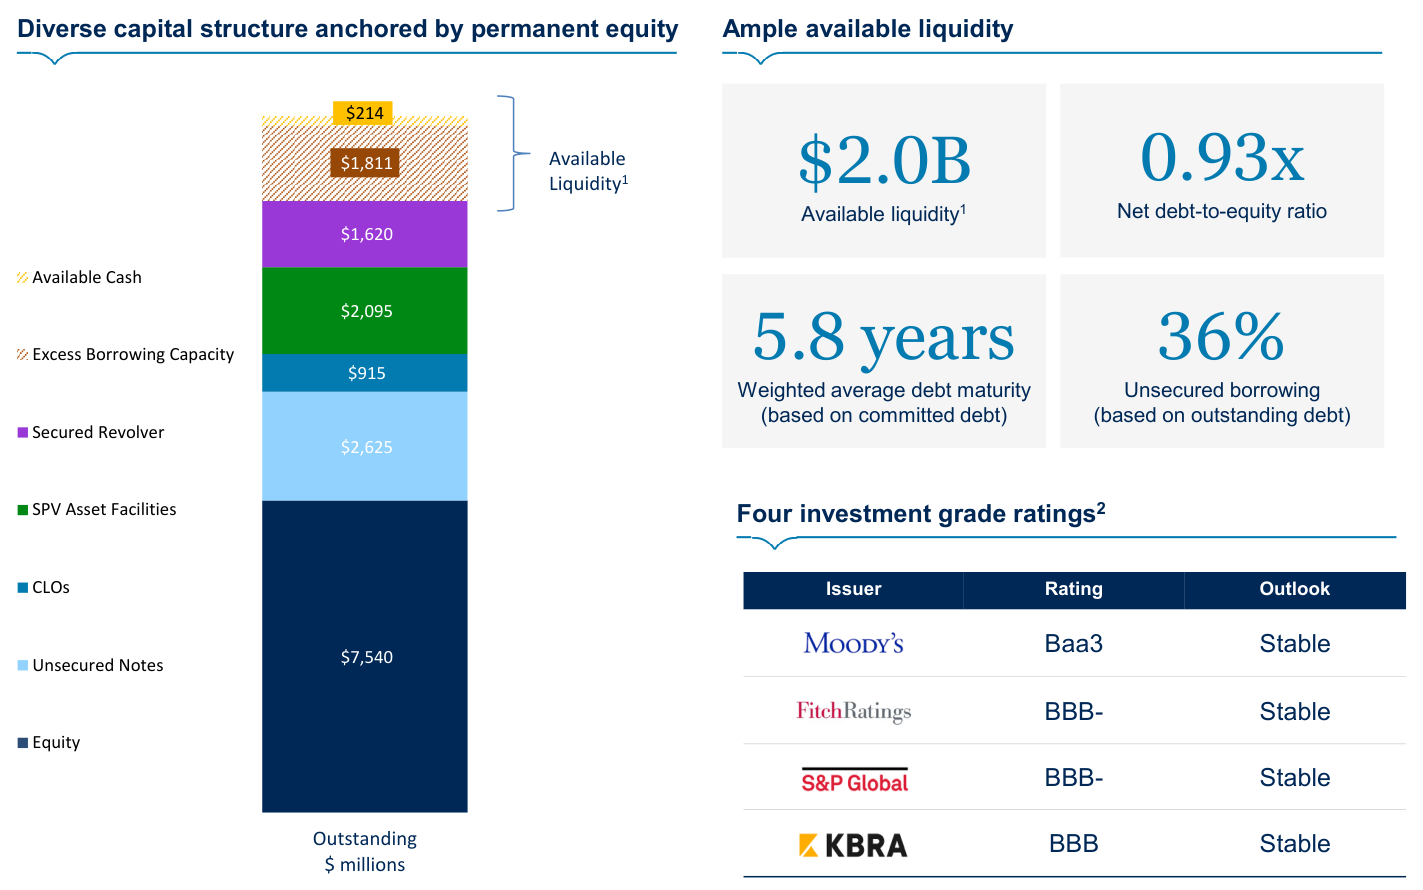 Diverse capital structure anchored by permanent equity
$214
$1,811
$1,620
$2,095
$915
$2,625
$7,540
Available
Liquidity¹
Available Cash
Excess Borrowing Capacity
Secured Revolver
SPV Asset Facilities
CLOs
Unsecured Notes
Equity
Outstanding
$ millions
Ample available liquidity
$2.0B
Available liquidity¹
0.93x
Net debt-to-equity ratio
5.8 years
Weighted average debt maturity
(based on committed debt)
36%
Unsecured borrowing
(based on outstanding debt)
Four investment grade ratings²
Issuer Rating Outlook
MOODY'S Baa3 Stable
FitchRatings BBB- Stable
S&P Global BBB- Stable
KBRA BBB Stable